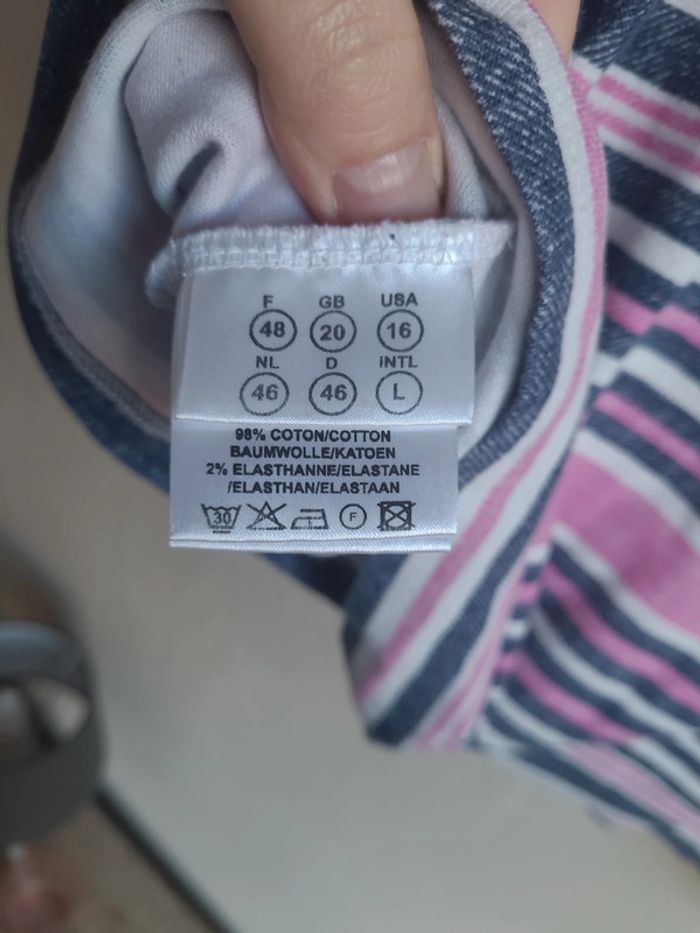 F GB USA
48 20 16
NL D INTL
46 46 L
98% COTON/COTTON
BAUMWOLLE/KATOEN
2% ELASTHANNE/ELASTANE
/ELASTHAN/ELASTAAN
30 F